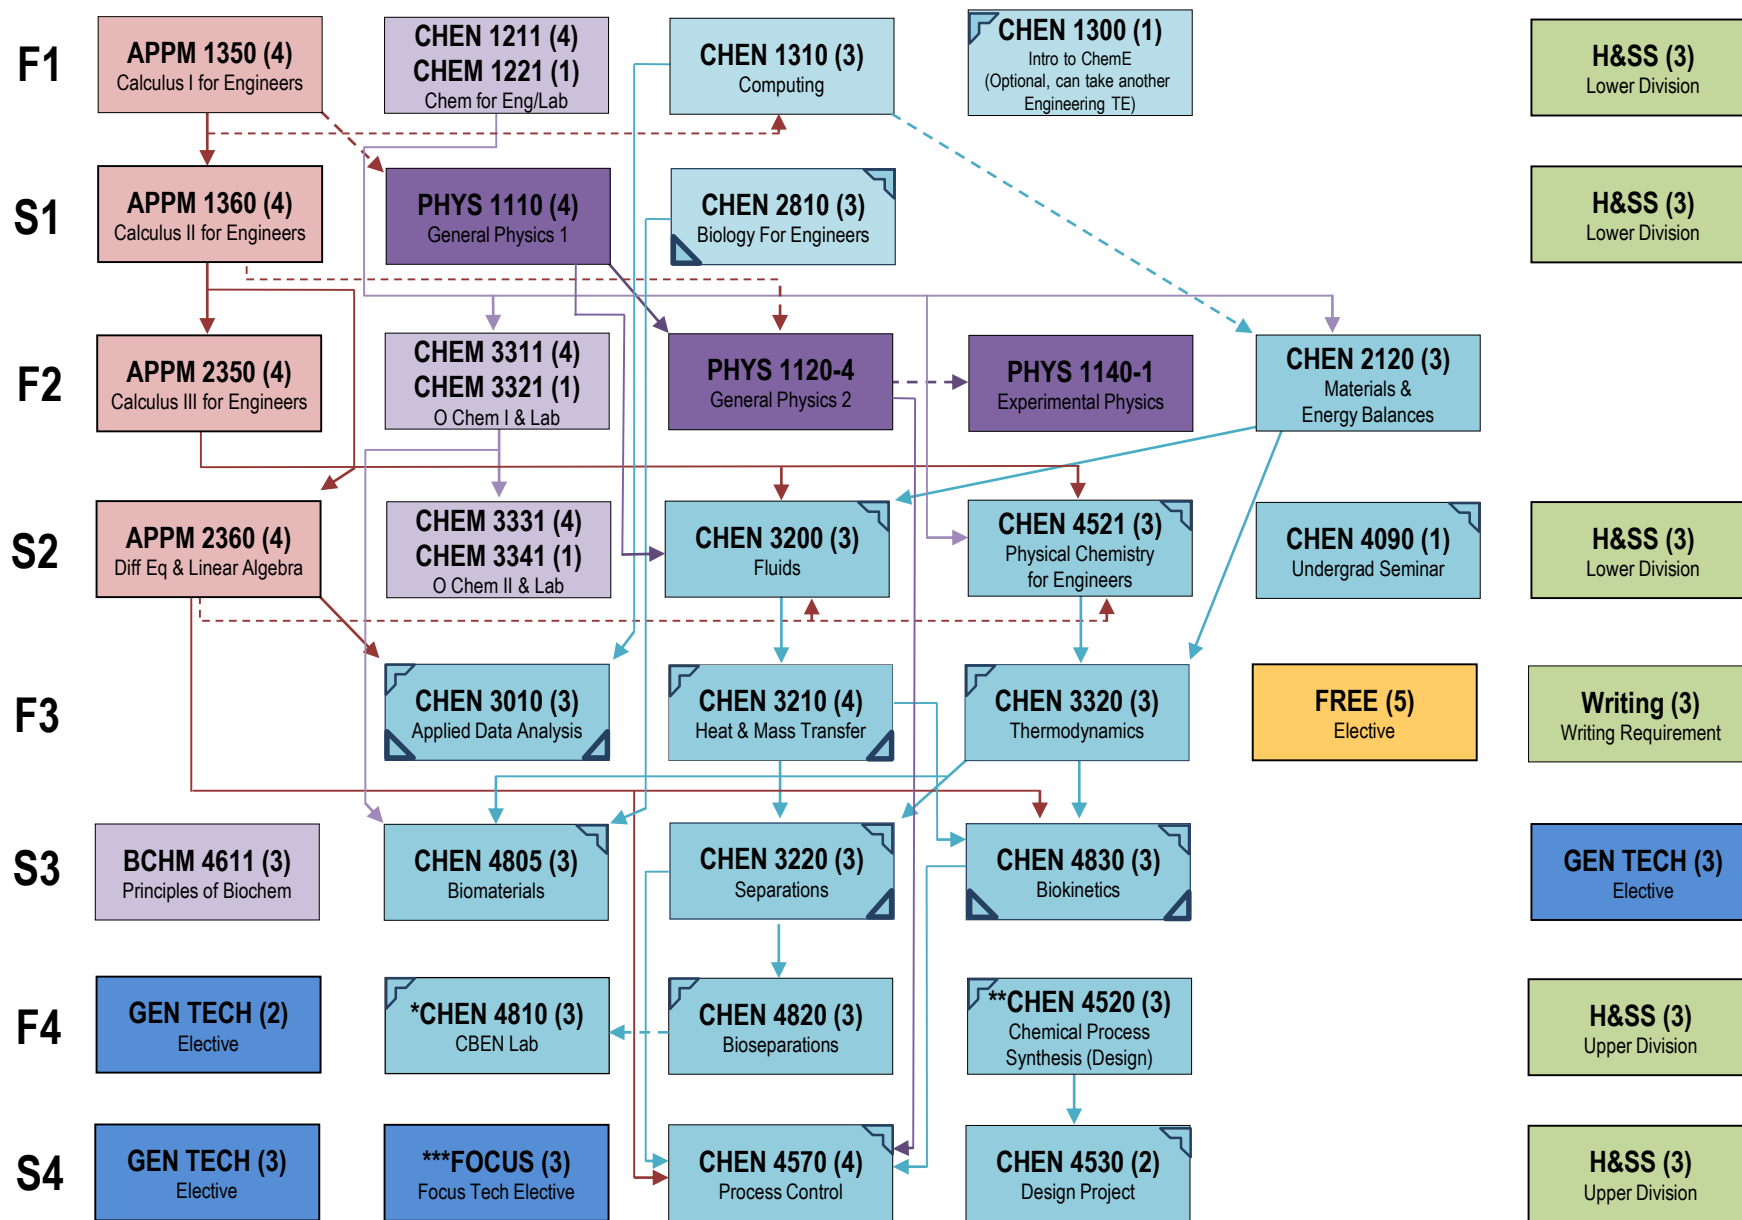 F1
APPM 1350 (4)
Calculus I for Engineers
CHEN 1211 (4)
CHEM 1221 (1)
Chem for Eng/Lab
CHEN 1310 (3)
Computing
CHEN 1300 (1)
Intro to ChemE
(Optional, can take another
Engineering TE)
H&SS (3)
Lower Division
S1
APPM 1360 (4)
Calculus II for Engineers
PHYS 1110 (4)
General Physics 1
CHEN 2810 (3)
Biology For Engineers
H&SS (3)
Lower Division
F2
APPM 2350 (4)
Calculus III for Engineers
CHEM 3311 (4)
CHEM 3321 (1)
O Chem I & Lab
PHYS 1120-4
General Physics 2
PHYS 1140-1
Experimental Physics
CHEN 2120 (3)
Materials &
Energy Balances
S2
APPM 2360 (4)
Diff Eq & Linear Algebra
CHEM 3331 (4)
CHEM 3341 (1)
O Chem II & Lab
CHEN 3200 (3)
Fluids
CHEN 4521 (3)
Physical Chemistry
for Engineers
CHEN 4090 (1)
Undergrad Seminar
H&SS (3)
Lower Division
F3
CHEN 3010 (3)
Applied Data Analysis
CHEN 3210 (4)
Heat & Mass Transfer
CHEN 3320 (3)
Thermodynamics
FREE (5)
Elective
Writing (3)
Writing Requirement
S3
BCHM 4611 (3)
Principles of Biochem
CHEN 4805 (3)
Biomaterials
CHEN 3220 (3)
Separations
CHEN 4830 (3)
Biokinetics
GEN TECH (3)
Elective
F4
GEN TECH (2)
Elective
*CHEN 4810 (3)
CBEN Lab
CHEN 4820 (3)
Bioseparations
**CHEN 4520 (3)
Chemical Process
Synthesis (Design)
H&SS (3)
Upper Division
S4
GEN TECH (3)
Elective
***FOCUS (3)
Focus Tech Elective
CHEN 4570 (4)
Process Control
CHEN 4530 (2)
Design Project
H&SS (3)
Upper Division